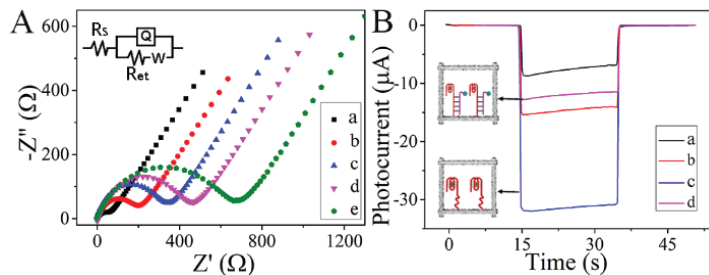 A
Rs
Q
Ret
W
-Z'' (Ω)
600
400
200
0
0
400
800
1200
Z' (Ω)
a
b
c
d
e
B
Photocurrent (μA)
0
-10
-20
-30
0
15
30
45
Time (s)
a
b
c
d